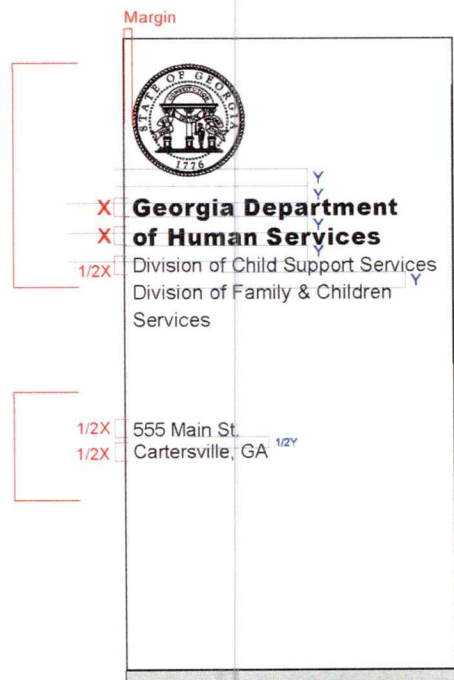 Margin
STATE OF GEORGIA
CONSTITUTION
1776
Y
Y
X Georgia Department
Y
X of Human Services
Y
1/2X Division of Child Support Services
Division of Family & Children Y
Services
1/2X 555 Main St.
1/2Y
1/2X Cartersville, GA